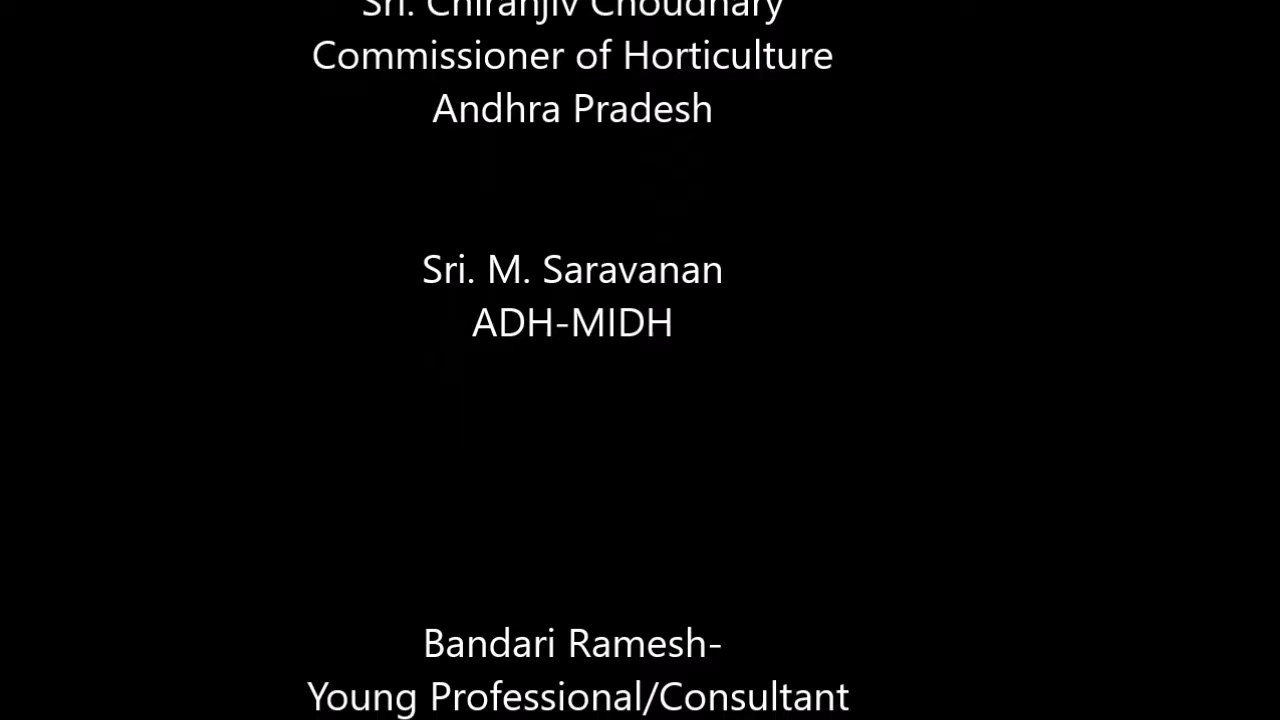 Sri. Chiranjiv Choudhary
Commissioner of Horticulture
Andhra Pradesh
Sri. M. Saravanan
ADH-MIDH
Bandari Ramesh-
Young Professional/Consultant